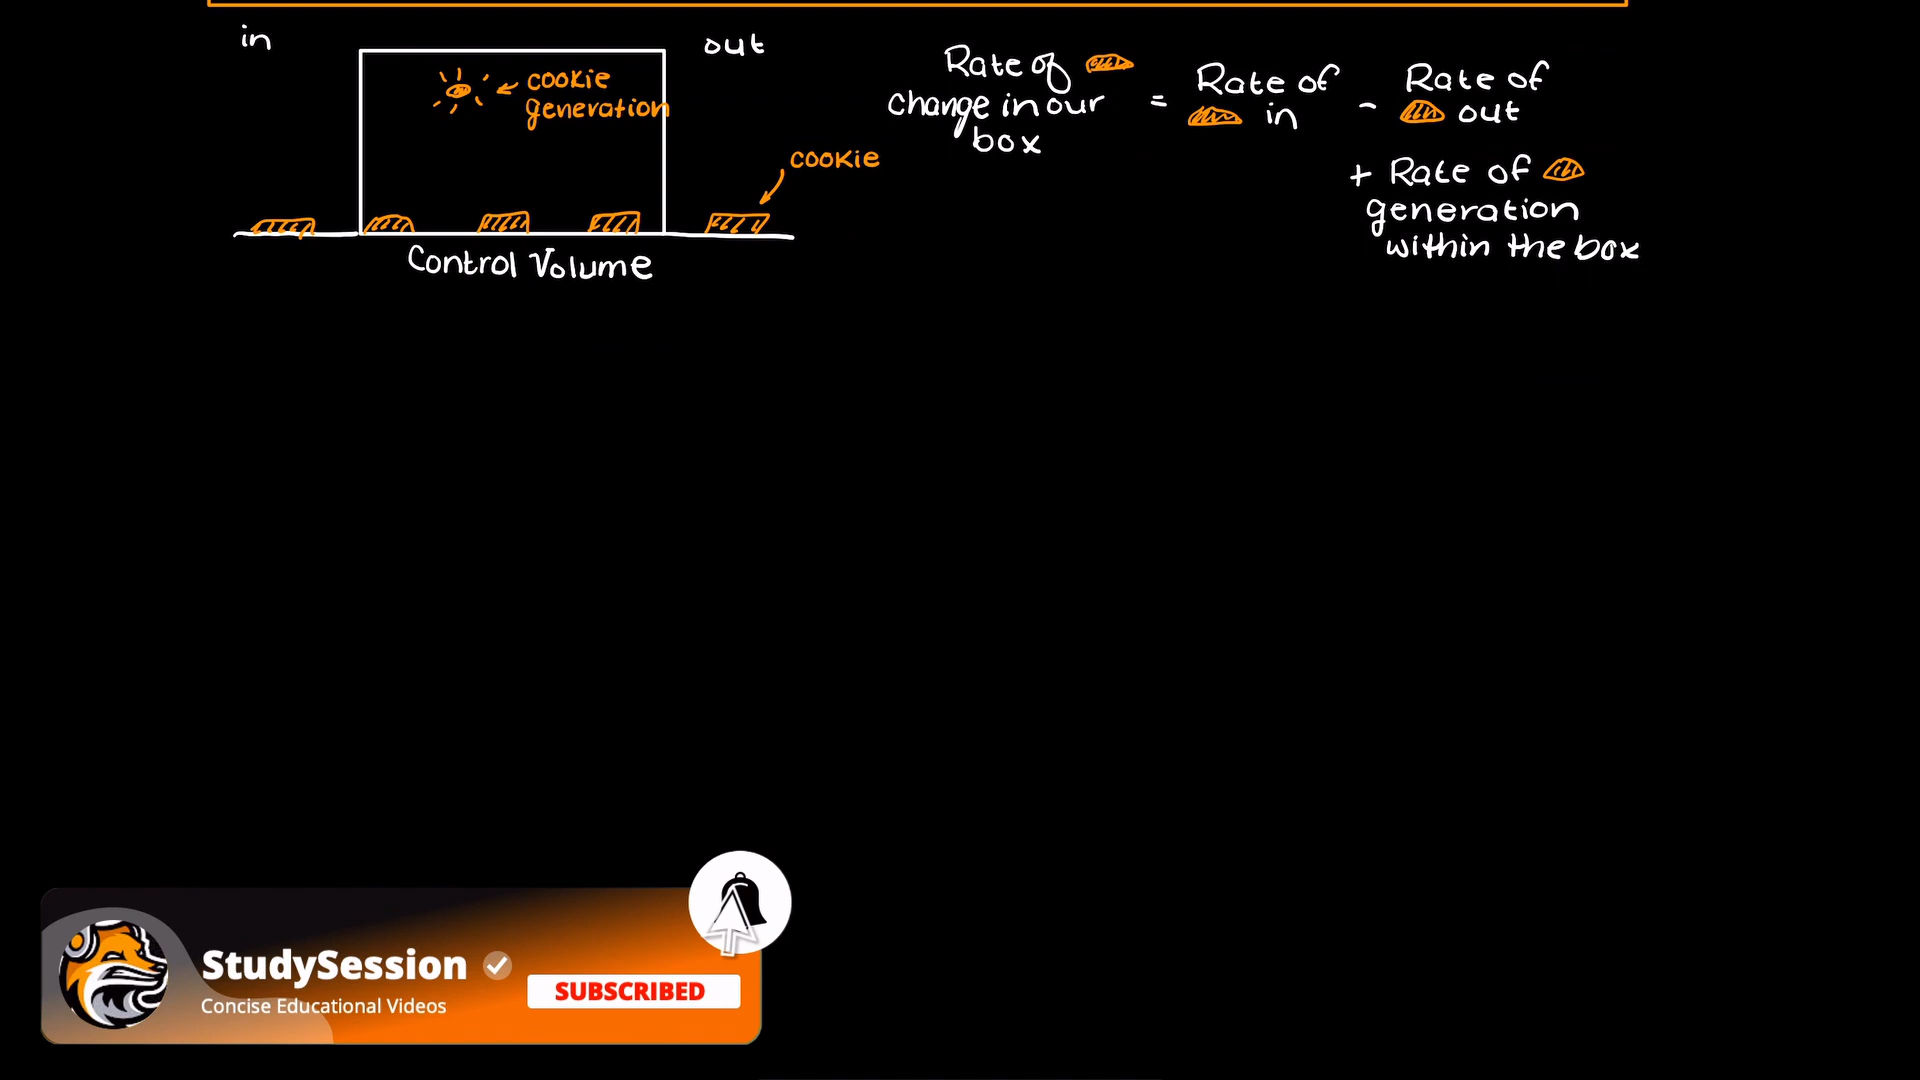 in
out
cookie
generation
cookie
Control Volume
Rate of
change in our
box
=
Rate of
in
-
Rate of
out
+ Rate of
generation
within the box
StudySession
Concise Educational Videos
SUBSCRIBED